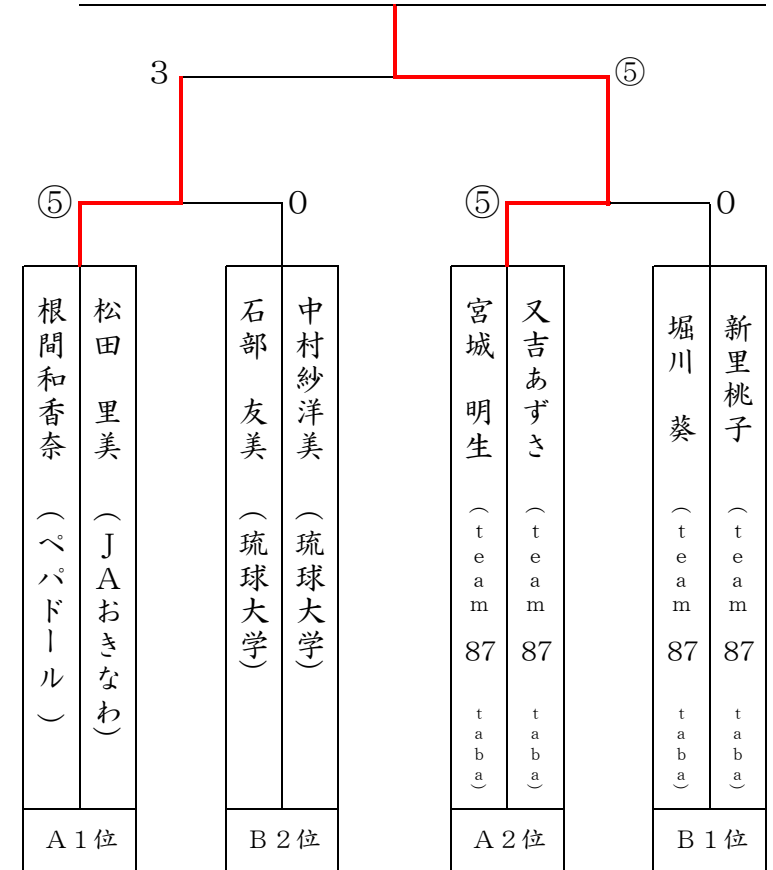 3 ⑤
⑤ 0 ⑤ 0
松田 里美 (JAおきなわ)
根間和香奈 (ペパドール)
A1位
中村紗洋美 (琉球大学)
石部 友美 (琉球大学)
B2位
又吉あずさ (team 87 taba)
宮城 明生 (team 87 taba)
A2位
新里桃子 (team 87 taba)
堀川 葵 (team 87 taba)
B1位